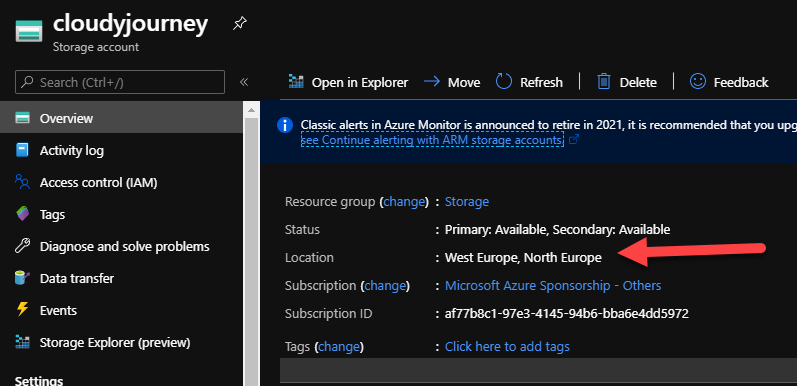 cloudyjourney
Storage account
Search (Ctrl+/)
«
Overview
Activity log
Access control (IAM)
Tags
Diagnose and solve problems
Data transfer
Events
Storage Explorer (preview)
Settings
Open in Explorer Move Refresh Delete Feedback
Classic alerts in Azure Monitor is announced to retire in 2021, it is recommended that you upg
see Continue alerting with ARM storage accounts
Resource group (change) : Storage
Status : Primary: Available, Secondary: Available
Location : West Europe, North Europe
Subscription (change) : Microsoft Azure Sponsorship - Others
Subscription ID : af77b8c1-97e3-4145-94b6-bba6e4dd5972
Tags (change) : Click here to add tags